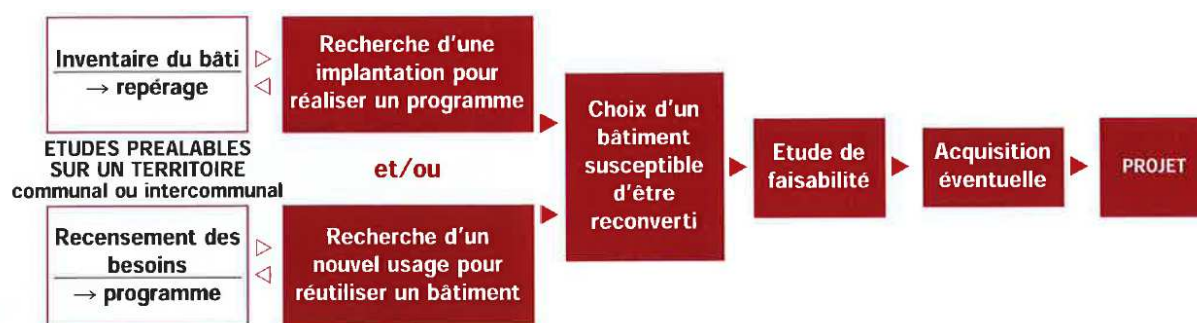 Inventaire du bâti
→ repérage
ETUDES PREALABLES
SUR UN TERRITOIRE
communal ou intercommunal
Recensement des
besoins
→ programme
Recherche d'une
implantation pour
réaliser un programme
et/ou
Recherche d'un
nouvel usage pour
réutiliser un bâtiment
Choix d'un
bâtiment
susceptible
d'être
reconverti
Etude de
faisabilité
Acquisition
éventuelle
PROJET